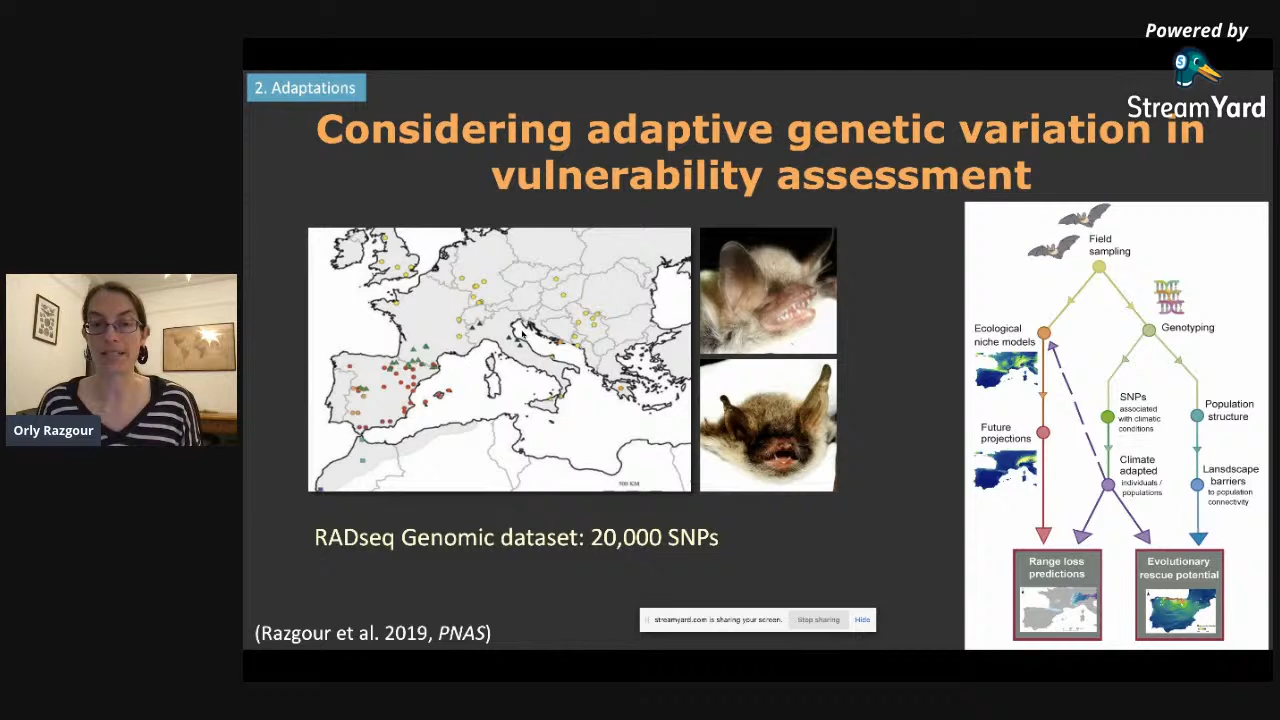 Powered by
StreamYard
2. Adaptations
Considering adaptive genetic variation in
vulnerability assessment
Field
sampling
Ecological
niche models
Genotyping
SNPs
associated
with climatic
conditions
Population
structure
Future
projections
Climate
adapted
individuals /
populations
Lansdscape
barriers
to population
connectivity
Range loss
predictions
Evolutionary
rescue potential
Orly Razgour
RADseq Genomic dataset: 20,000 SNPs
streamyard.com is sharing your screen.
Stop sharing
Hide
(Razgour et al. 2019, PNAS)